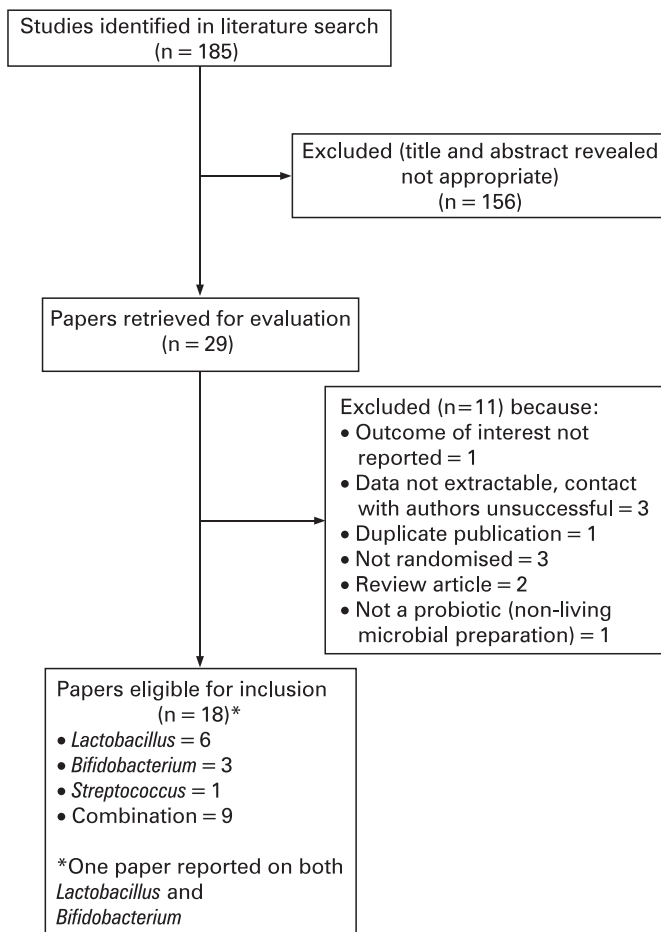 Studies identified in literature search
(n = 185)
Excluded (title and abstract revealed
not appropriate)
(n = 156)
Papers retrieved for evaluation
(n = 29)
Excluded (n=11) because:
• Outcome of interest not
reported = 1
• Data not extractable, contact
with authors unsuccessful = 3
• Duplicate publication = 1
• Not randomised = 3
• Review article = 2
• Not a probiotic (non-living
microbial preparation) = 1
Papers eligible for inclusion
(n = 18)*
• Lactobacillus = 6
• Bifidobacterium = 3
• Streptococcus = 1
• Combination = 9
*One paper reported on both
Lactobacillus and
Bifidobacterium